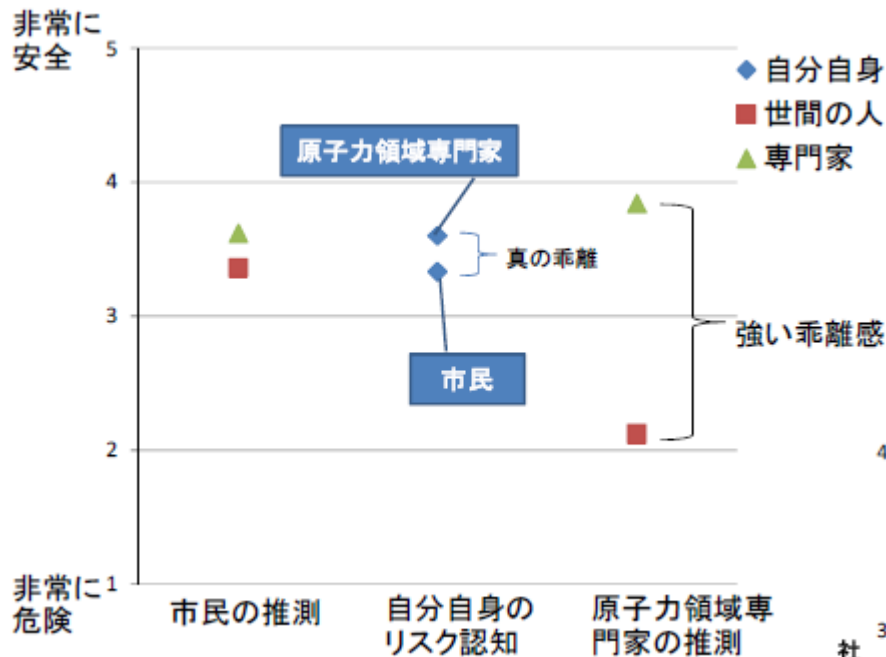 非常に
安全
5
自分自身
世間の人
専門家
原子力領域専門家
4
真の乖離
3
強い乖離感
市民
2
4
非常に
危険
1
市民の推測
自分自身の
リスク認知
原子力領域専
門家の推測
3
社